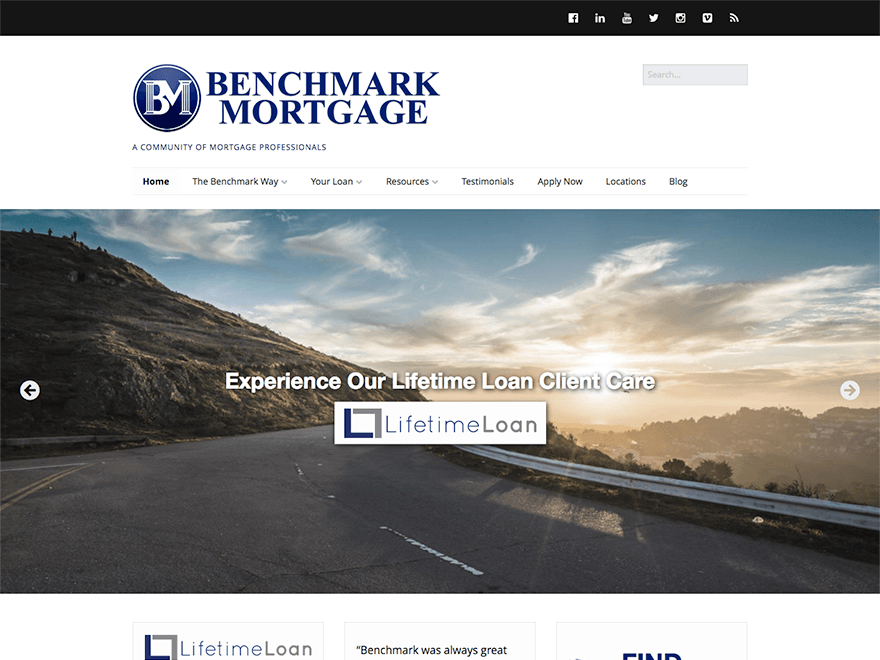 Search...
BM BENCHMARK
MORTGAGE
A COMMUNITY OF MORTGAGE PROFESSIONALS
Home The Benchmark Way Your Loan Resources Testimonials Apply Now Locations Blog
Experience Our Lifetime Loan Client Care
LifetimeLoan
LifetimeLoan
“Benchmark was always great
FIND